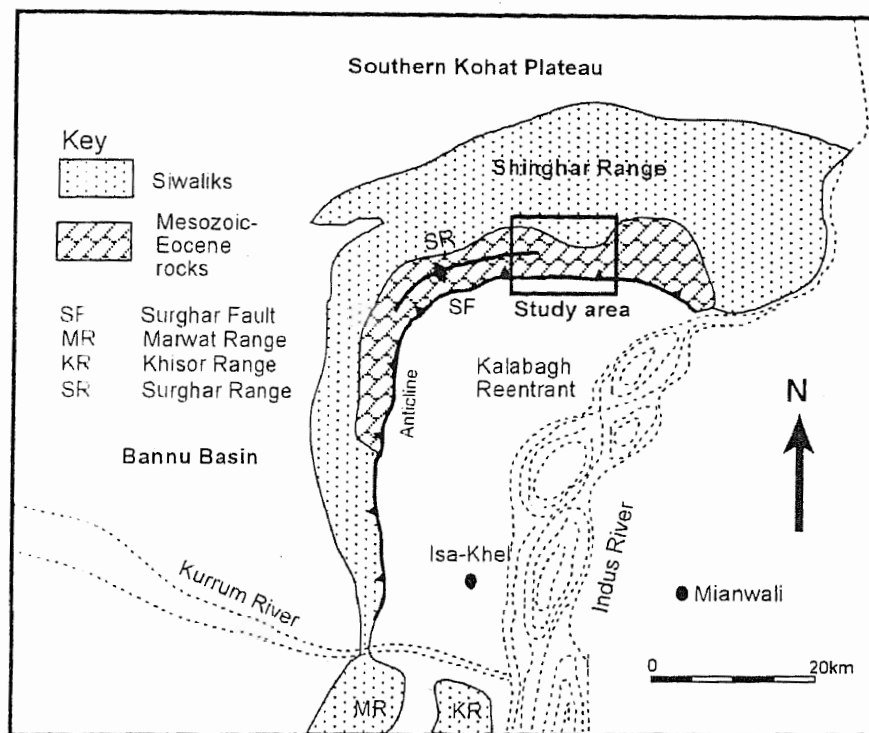 Southern Kohat Plateau
Key
Siwaliks
Mesozoic-
Eocene
rocks
SF Surghar Fault
MR Marwat Range
KR Khisor Range
SR Surghar Range
Shinghar Range
SR
SF
Study area
Kalabagh
Reentrant
Anticline
N
Bannu Basin
Isa-Khel
Indus River
Mianwali
Kurrum River
0 20km
MR
KR